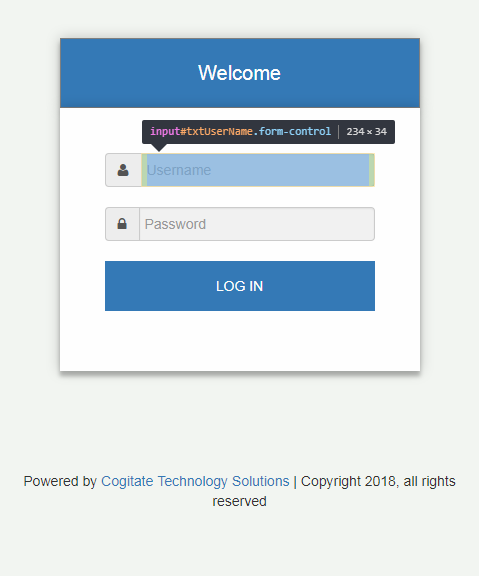 Welcome
input#txtUserName.form-control | 234 × 34
Username
Password
LOG IN
Powered by Cogitate Technology Solutions | Copyright 2018, all rights
reserved